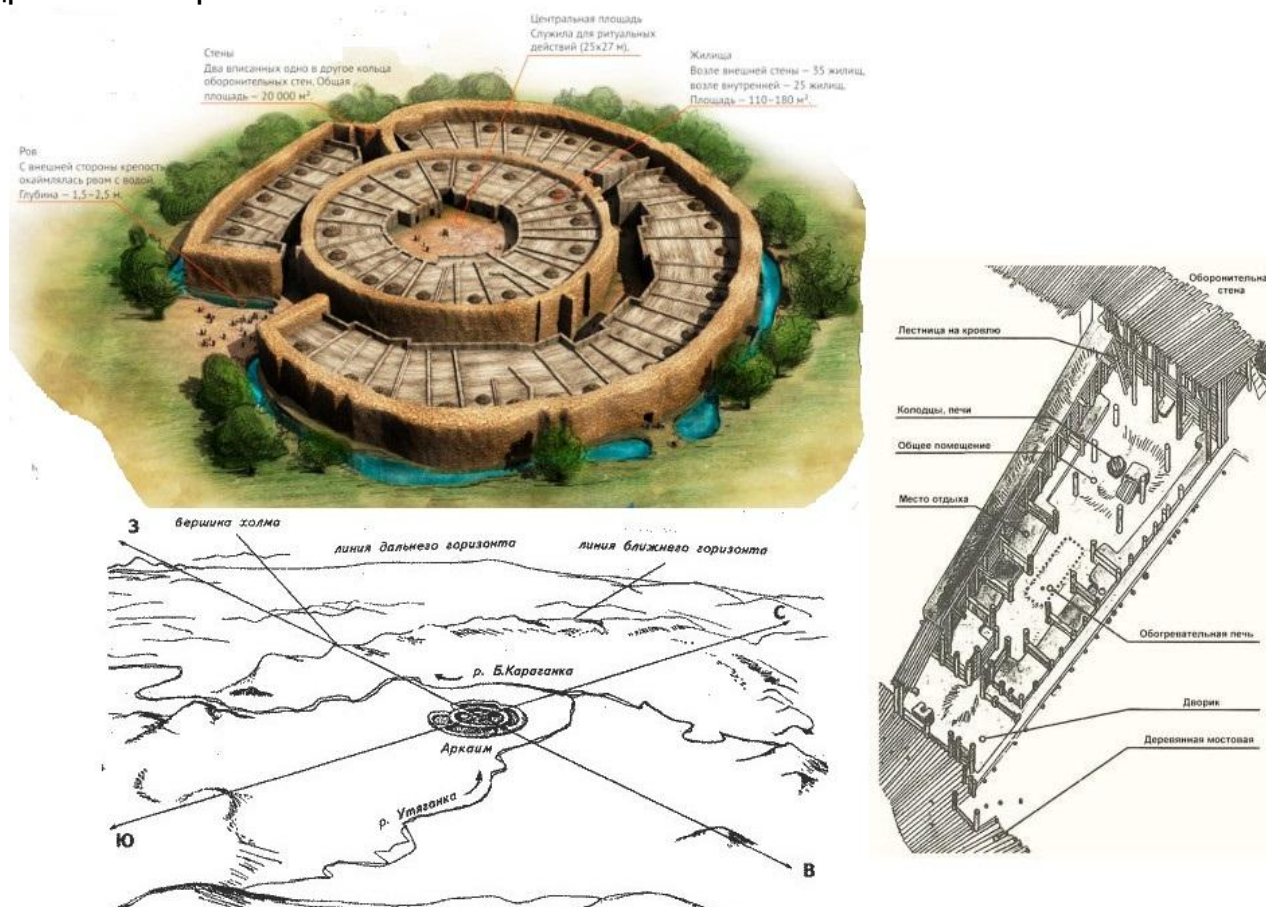 Центральная площадь
Служила для ритуальных
действий (25х27 м).
Стены
Два вписанных одно в другое кольца
оборонительных стен. Общая
площадь – 20 000 м².
Жилища
Возле внешней стены – 35 жилищ,
возле внутренней – 25 жилищ.
Площадь – 110–180 м².
Ров
С внешней стороны крепость
окаймлялась рвом с водой.
Глубина – 1,5–2,5 м.
Оборонительна
стена
Лестница на кровлю
Колодцы, печи
Общее помещение
Место отдыха
Обогревательная печь
Дворик
Деревянная мостовая
З
вершина холма
линия дальнего горизонта
линия ближнего горизонта
С
р. Б.Караганка
Аркаим
р. Утяганка
Ю
В